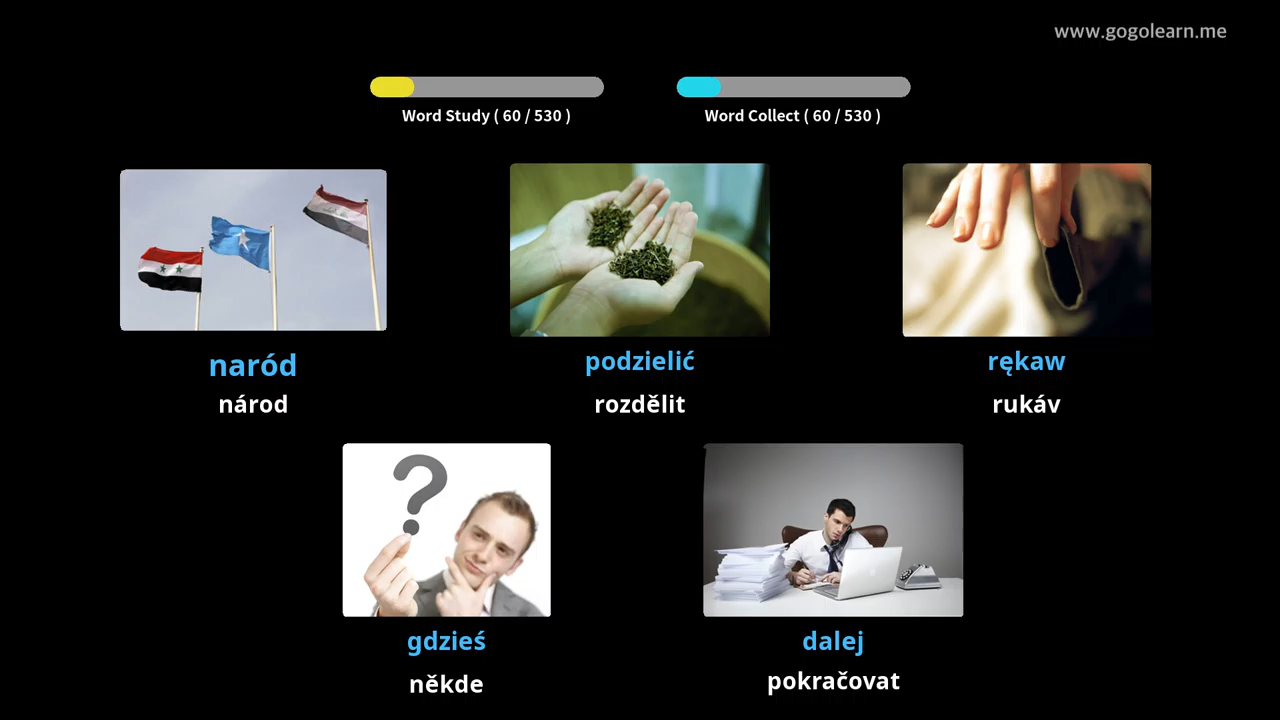 www.gogolearn.me
Word Study ( 60 / 530 )
Word Collect ( 60 / 530 )
naród
národ
podzielić
rozdělit
rękaw
rukáv
gdzieś
někde
dalej
pokračovat